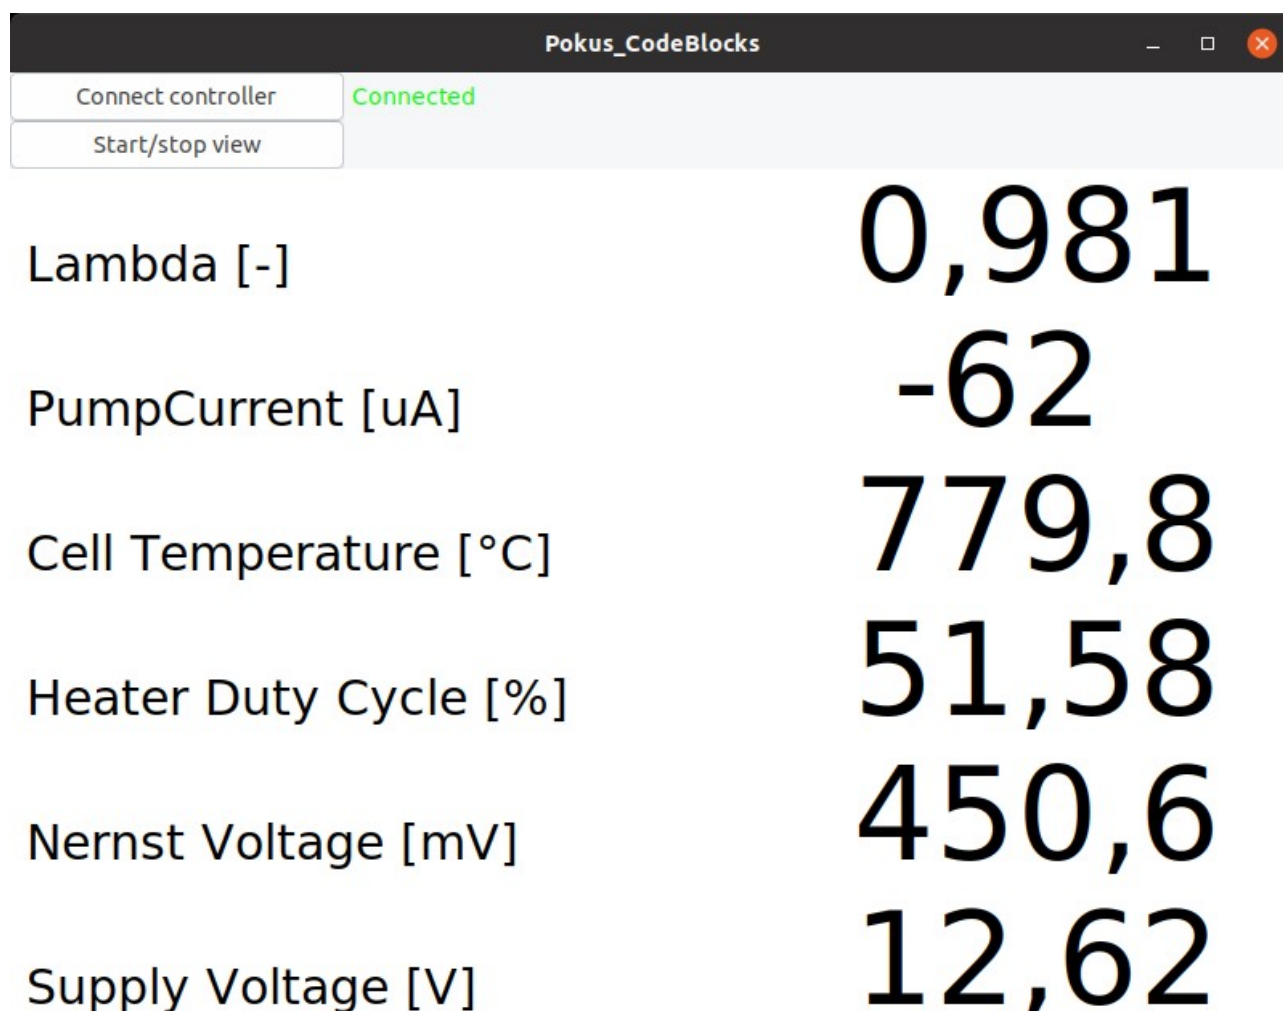 Pokus_CodeBlocks
Connect controller Connected
Start/stop view
Lambda [-] 0,981
PumpCurrent [uA] -62
Cell Temperature [°C] 779,8
Heater Duty Cycle [%] 51,58
Nernst Voltage [mV] 450,6
Supply Voltage [V] 12,62